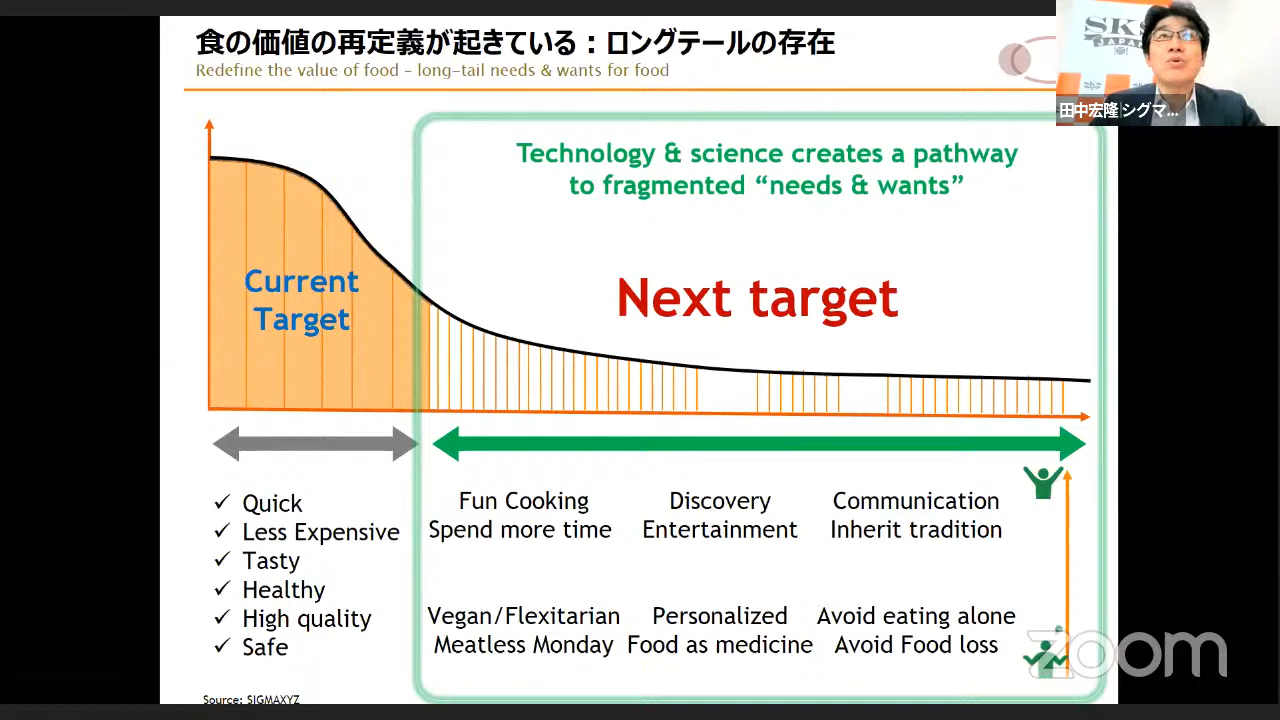 食の価値の再定義が起きている：ロングテールの存在
Redefine the value of food – long-tail needs & wants for food
SKS
JAPAN
田中宏隆 シグマ...
Technology & science creates a pathway
to fragmented “needs & wants”
Current
Target
Next target
✓ Quick
✓ Less Expensive
✓ Tasty
✓ Healthy
✓ High quality
✓ Safe
Fun Cooking
Spend more time
Discovery
Entertainment
Communication
Inherit tradition
Vegan/Flexitarian
Meatless Monday
Personalized
Food as medicine
Avoid eating alone
Avoid Food loss
zoom
Source: SIGMAXYZ